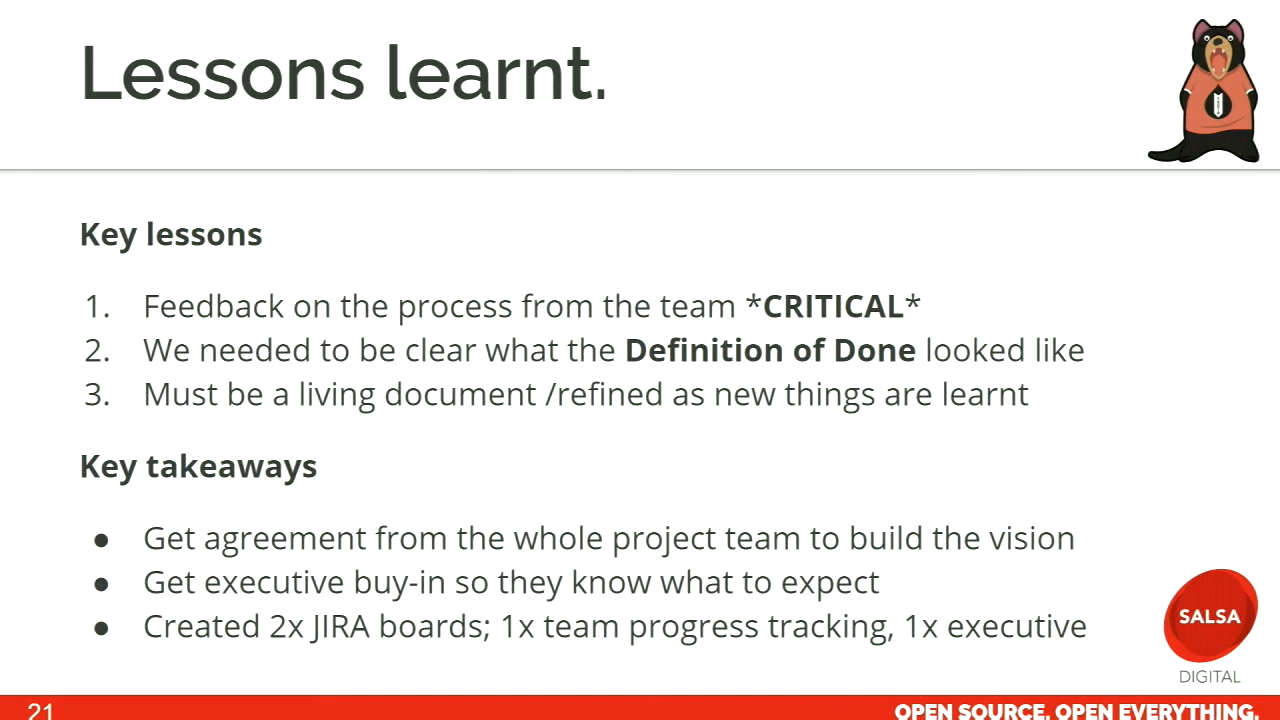 Lessons learnt.
Key lessons
1. Feedback on the process from the team *CRITICAL*
2. We needed to be clear what the Definition of Done looked like
3. Must be a living document /refined as new things are learnt
Key takeaways
● Get agreement from the whole project team to build the vision
● Get executive buy-in so they know what to expect
● Created 2x JIRA boards; 1x team progress tracking, 1x executive
SALSA
DIGITAL
21
OPEN SOURCE. OPEN EVERYTHING.